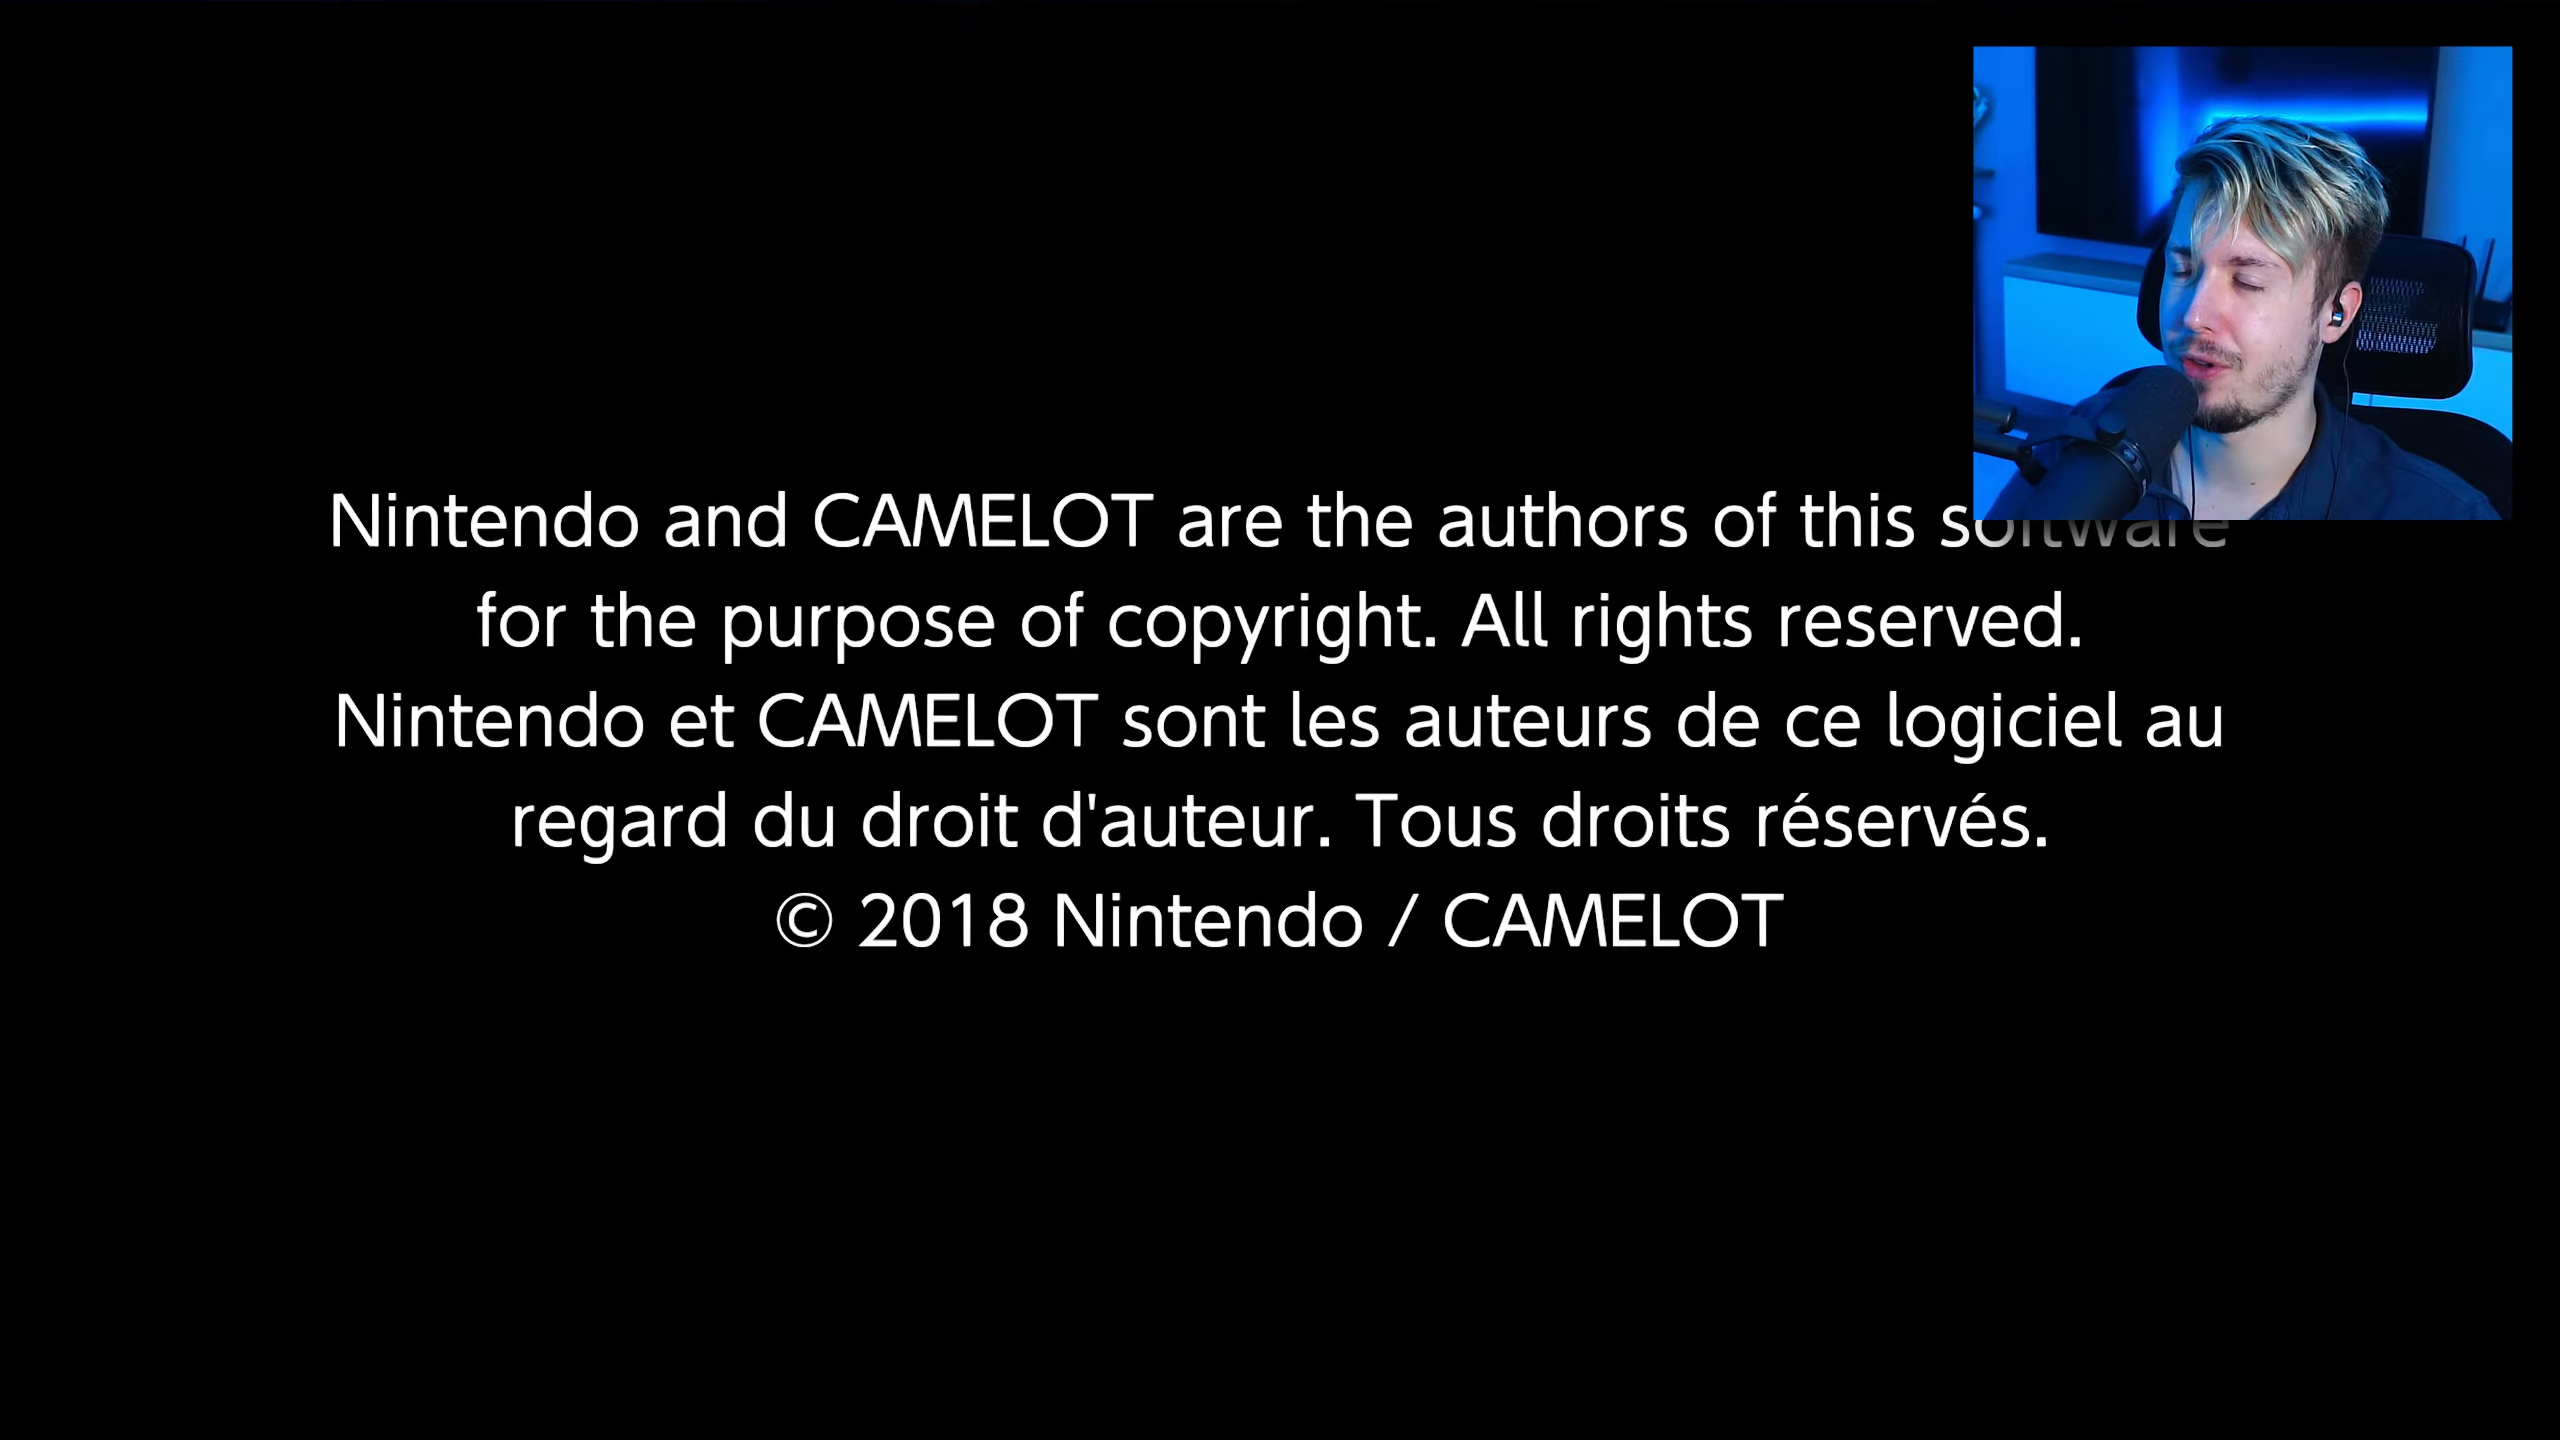 Nintendo and CAMELOT are the authors of this software
for the purpose of copyright. All rights reserved.
Nintendo et CAMELOT sont les auteurs de ce logiciel au
regard du droit d'auteur. Tous droits réservés.
© 2018 Nintendo / CAMELOT